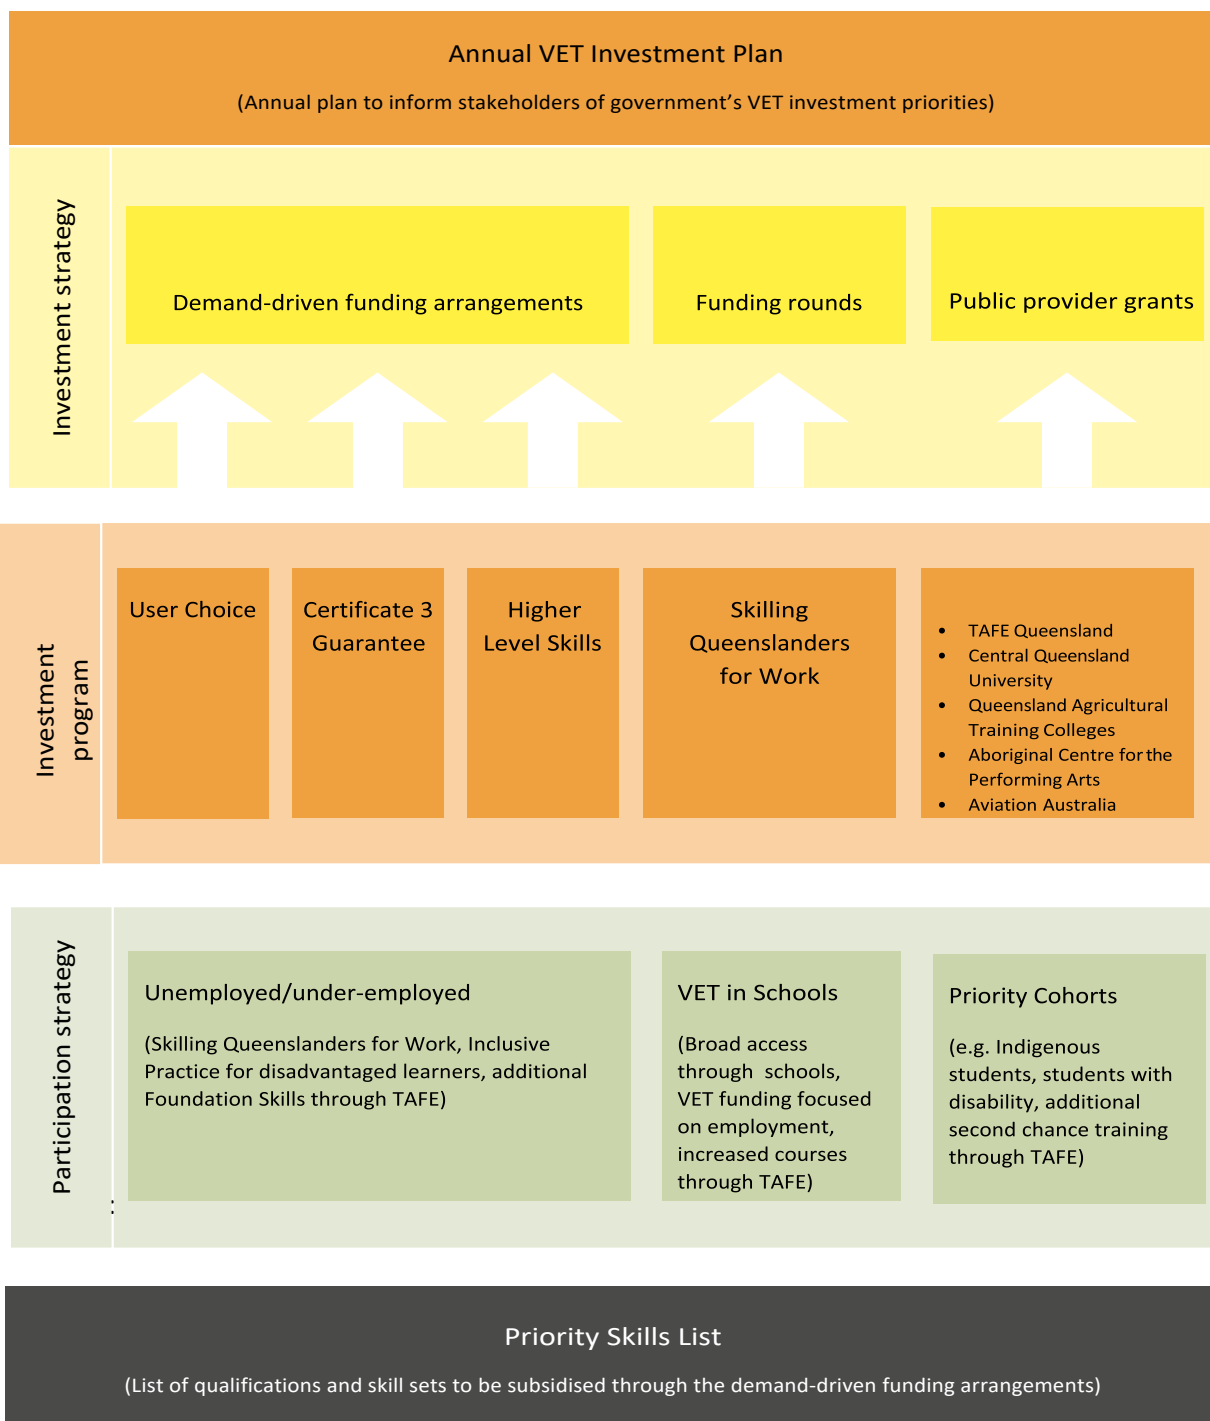 Annual VET Investment Plan
(Annual plan to inform stakeholders of government’s VET investment priorities)
Investment strategy
Demand-driven funding arrangements
Funding rounds
Public provider grants
Investment
program
User Choice
Certificate 3
Guarantee
Higher
Level Skills
Skilling
Queenslanders
for Work
• TAFE Queensland
• Central Queensland
University
• Queensland Agricultural
Training Colleges
• Aboriginal Centre for the
Performing Arts
• Aviation Australia
Participation strategy
:
Unemployed/under-employed
(Skilling Queenslanders for Work, Inclusive
Practice for disadvantaged learners, additional
Foundation Skills through TAFE)
VET in Schools
(Broad access
through schools,
VET funding focused
on employment,
increased courses
through TAFE)
Priority Cohorts
(e.g. Indigenous
students, students with
disability, additional
second chance training
through TAFE)
Priority Skills List
(List of qualifications and skill sets to be subsidised through the demand-driven funding arrangements)